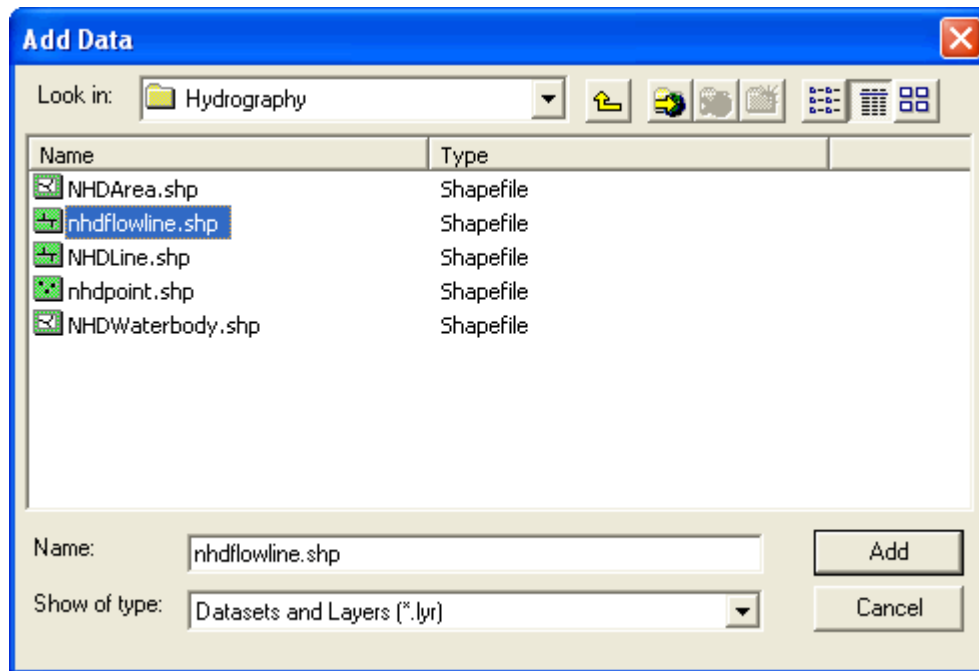 Add Data
Look in: Hydrography
Name Type
NHDArea.shp Shapefile
nhdflowline.shp Shapefile
NHDLine.shp Shapefile
nhdpoint.shp Shapefile
NHDWaterbody.shp Shapefile
Name: nhdflowline.shp Add
Show of type: Datasets and Layers (*.lyr) Cancel